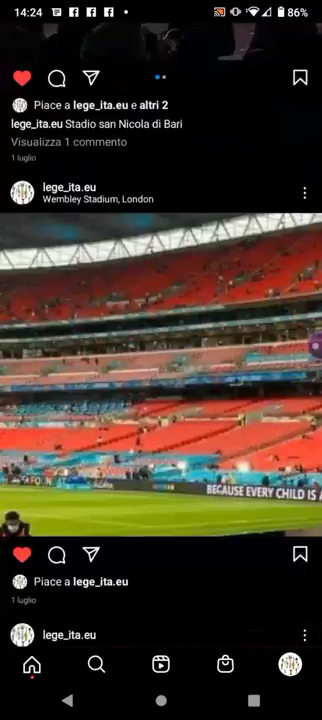 14:24
86%
Piace a lege_ita.eu e altri 2
lege_ita.eu Stadio san Nicola di Bari
Visualizza 1 commento
1 luglio
lege_ita.eu
Wembley Stadium, London
BECAUSE EVERY CHILD IS
Piace a lege_ita.eu
1 luglio
lege_ita.eu